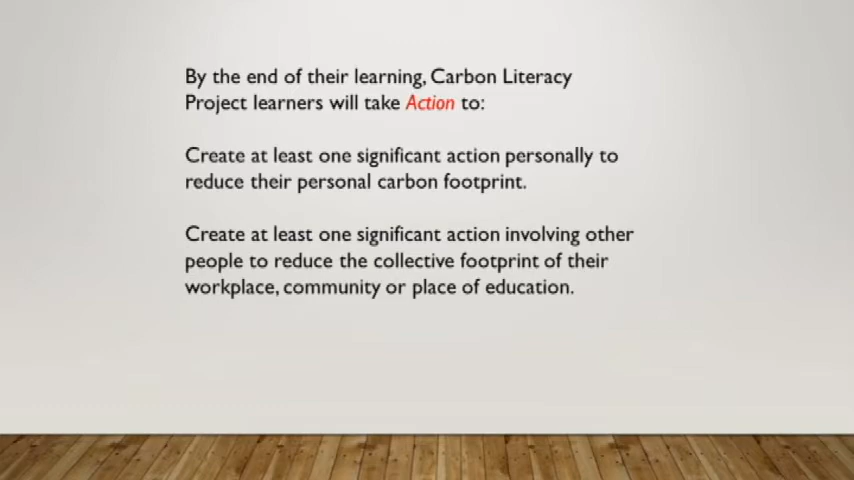 By the end of their learning, Carbon Literacy
Project learners will take Action to:
Create at least one significant action personally to
reduce their personal carbon footprint.
Create at least one significant action involving other
people to reduce the collective footprint of their
workplace, community or place of education.